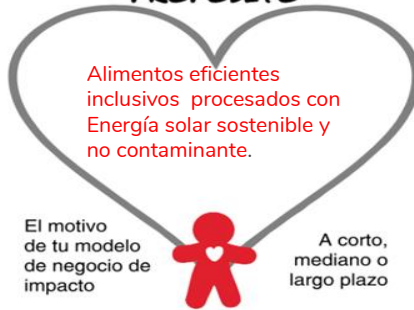 PROPÓSITO
Alimentos eficientes
inclusivos procesados con
Energía solar sostenible y
no contaminante.
El motivo
de tu modelo
de negocio de
impacto
A corto,
mediano o
largo plazo